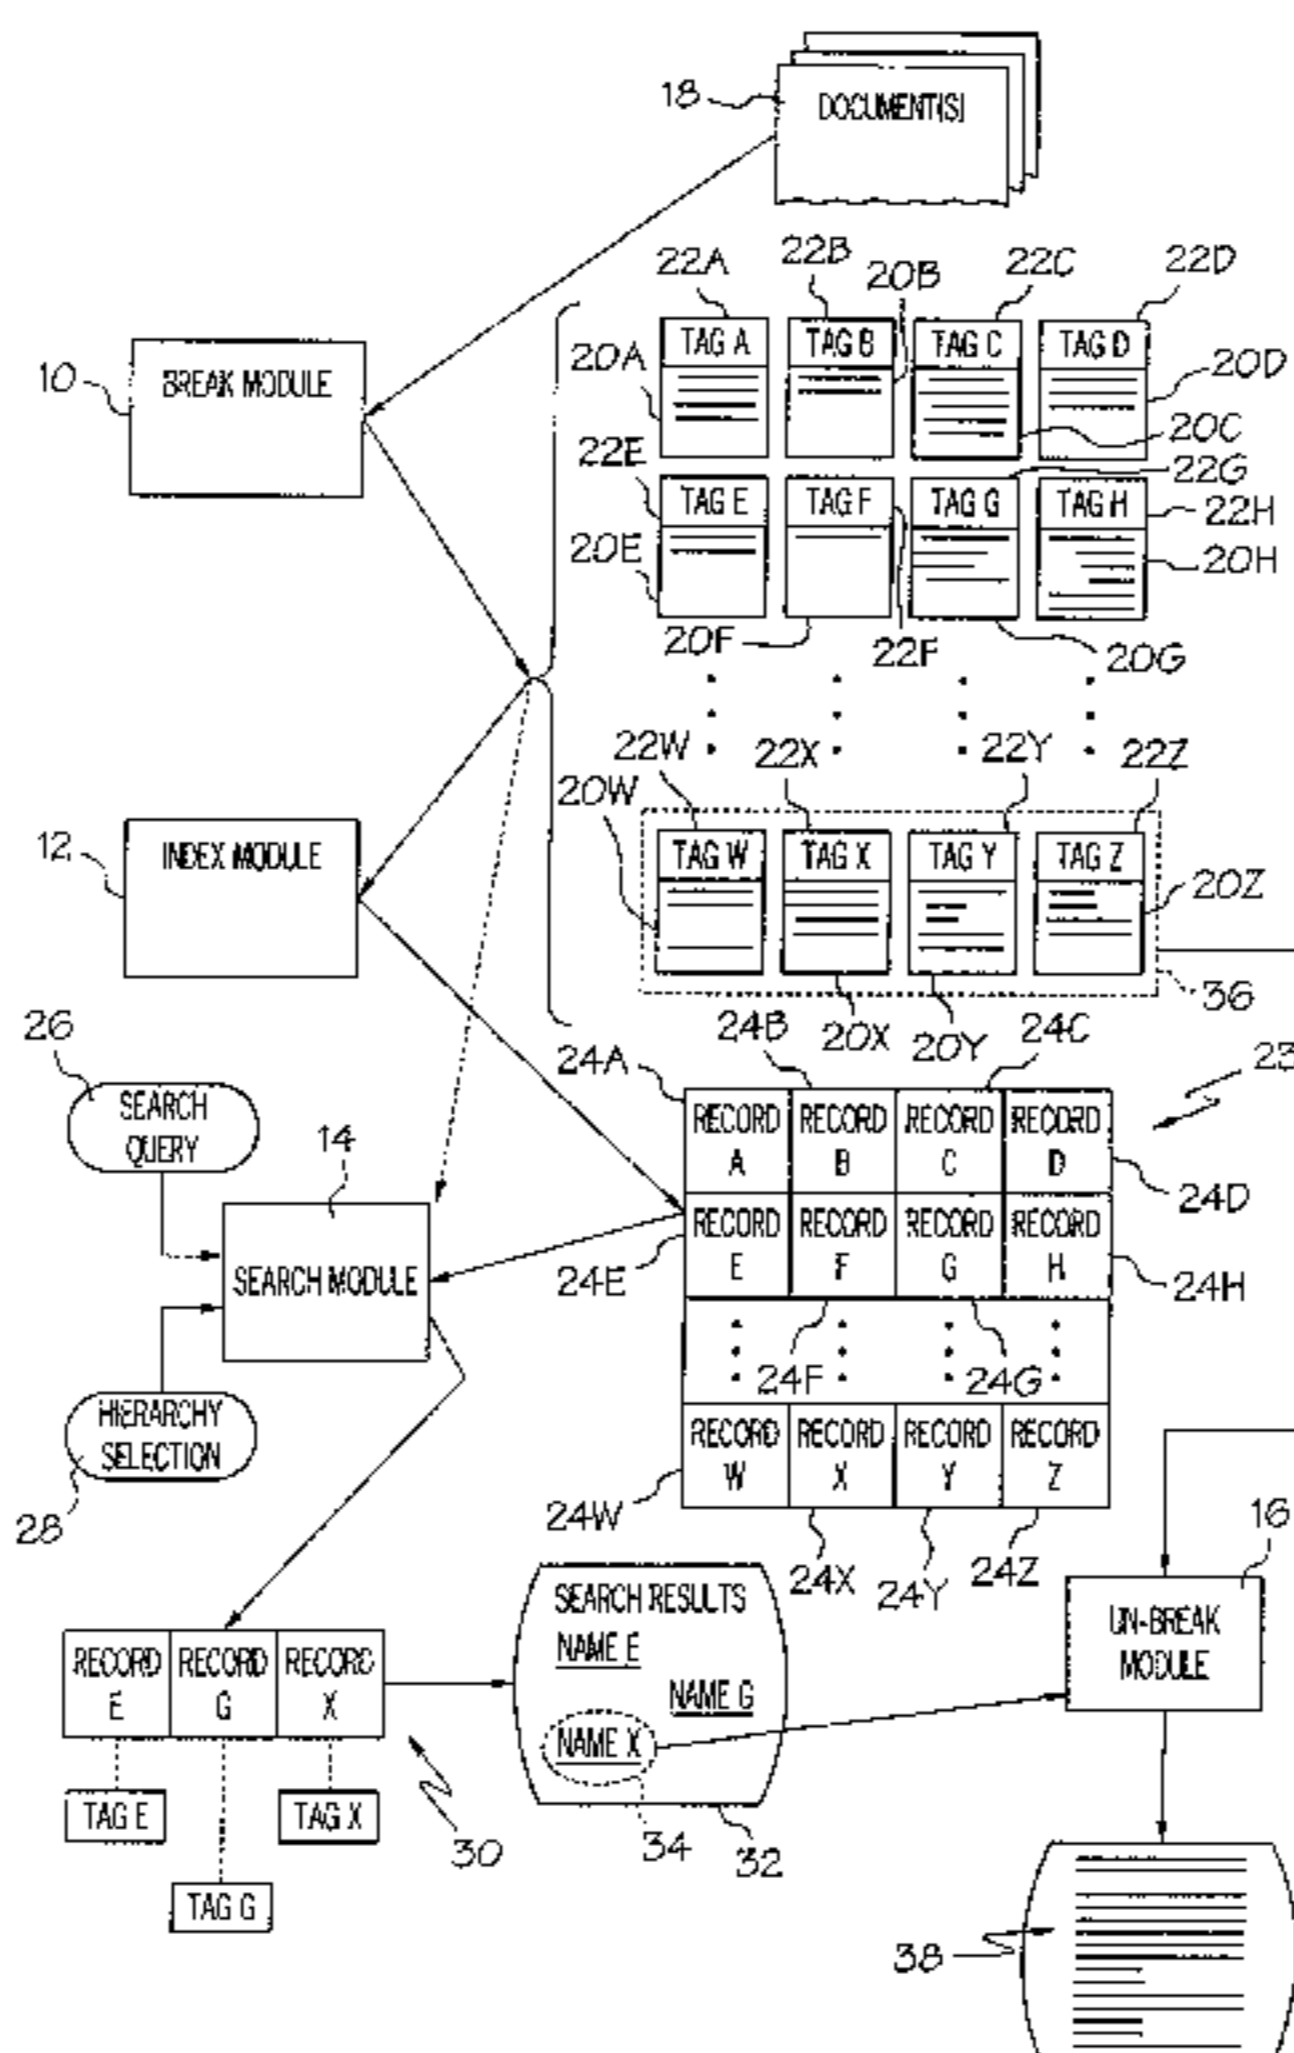 18
DOCUMENT(S)
22A 22B 20B 22C 22D
10
BREAK MODULE
20A
TAG A TAG B TAG C TAG D
20D
20C
22E
22G
TAG E TAG F TAG G TAG H
22H
20E
20H
20F 22F 20G
22W 22X 22Y 22Z
20W
12
INDEX MODULE
TAG W TAG X TAG Y TAG Z
20Z
36
26
24B 20X 20Y 24C
24A
23
SEARCH
QUERY
14
RECORD RECORD RECORD RECORD
A B C D
24D
RECORD RECORD RECORD RECORD
E F G H
24E
24H
SEARCH MODULE
24F 24G
HIERARCHY
SELECTION
28
RECORD RECORD RECORD RECORD
W X Y Z
24W
24X 24Y 24Z
16
SEARCH RESULTS
NAME E
NAME G
NAME X
UN-BREAK
MODULE
RECORD RECORD RECORD
E G X
TAG E TAG X
30
34
32
TAG G
38